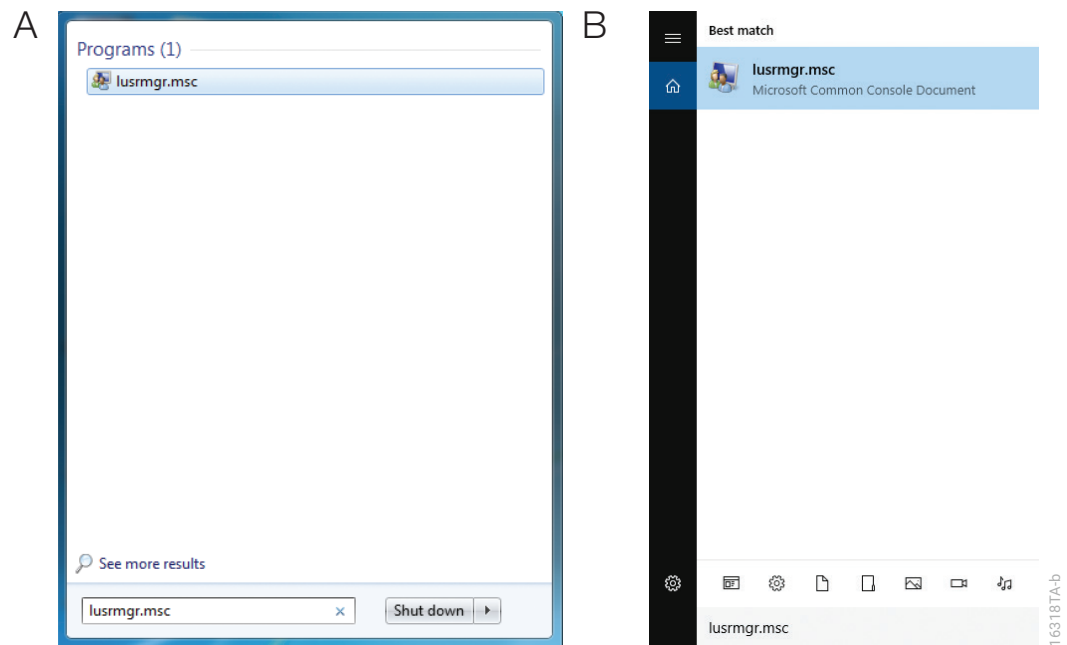 A
Programs (1)
lusrmgr.msc
See more results
lusrmgr.msc
Shut down
B
Best match
lusrmgr.msc
Microsoft Common Console Document
lusrmgr.msc
16318TA-b